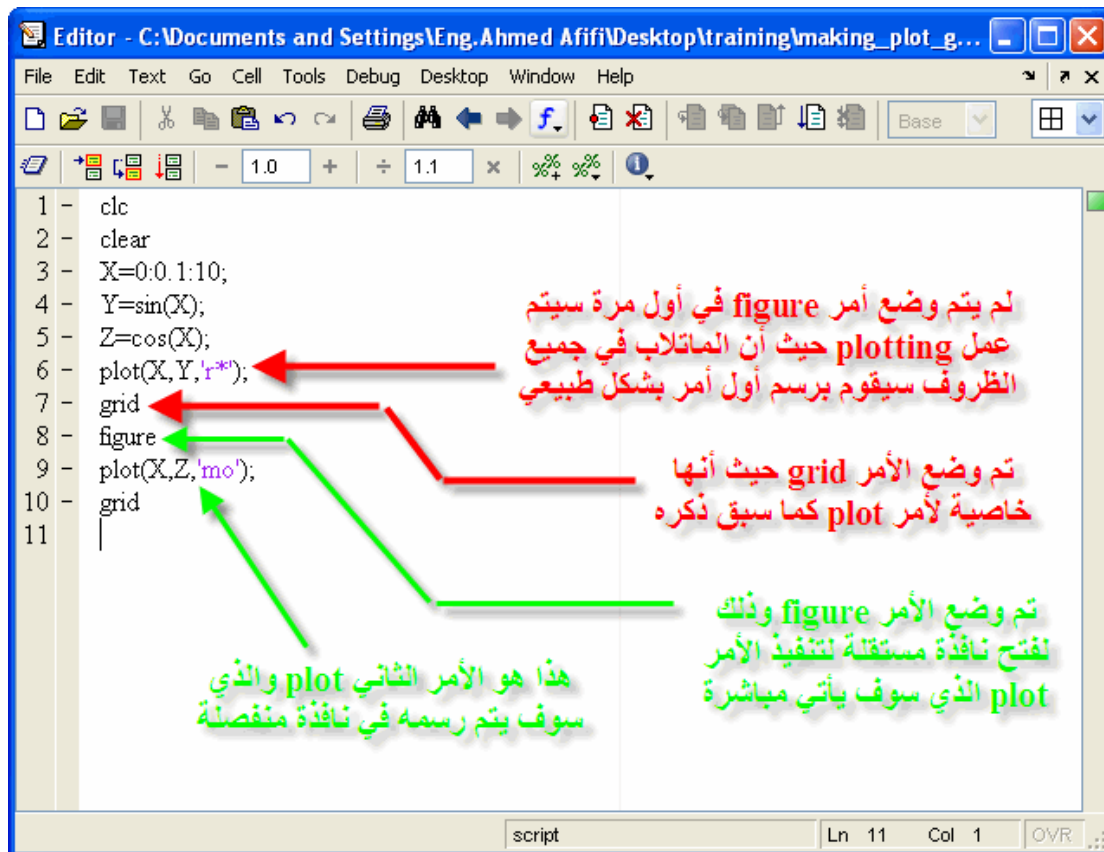 Editor - C:\Documents and Settings\Eng.Ahmed Afifi\Desktop\training\making_plot_g...
File Edit Text Go Cell Tools Debug Desktop Window Help
Base
- 1.0 + ÷ 1.1 ×
1 - clc
2 - clear
3 - X=0:0.1:10;
4 - Y=sin(X);
5 - Z=cos(X);
6 - plot(X,Y,'r*');
7 - grid
8 - figure
9 - plot(X,Z,'mo');
10 - grid
11
لم يتم وضع أمر figure في أول مرة سيتم
عمل plotting حيث أن الماتلاب في جميع
الظروف سيقوم برسم أول أمر بشكل طبيعي
تم وضع الأمر grid حيث أنها
خاصية لأمر plot كما سبق ذكره
تم وضع الأمر figure وذلك
لفتح نافذة مستقلة لتنفيذ الأمر
plot الذي سوف يأتي مباشرة
هذا هو الأمر الثاني plot والذي
سوف يتم رسمه في نافذة منفصلة
script Ln 11 Col 1 OVR